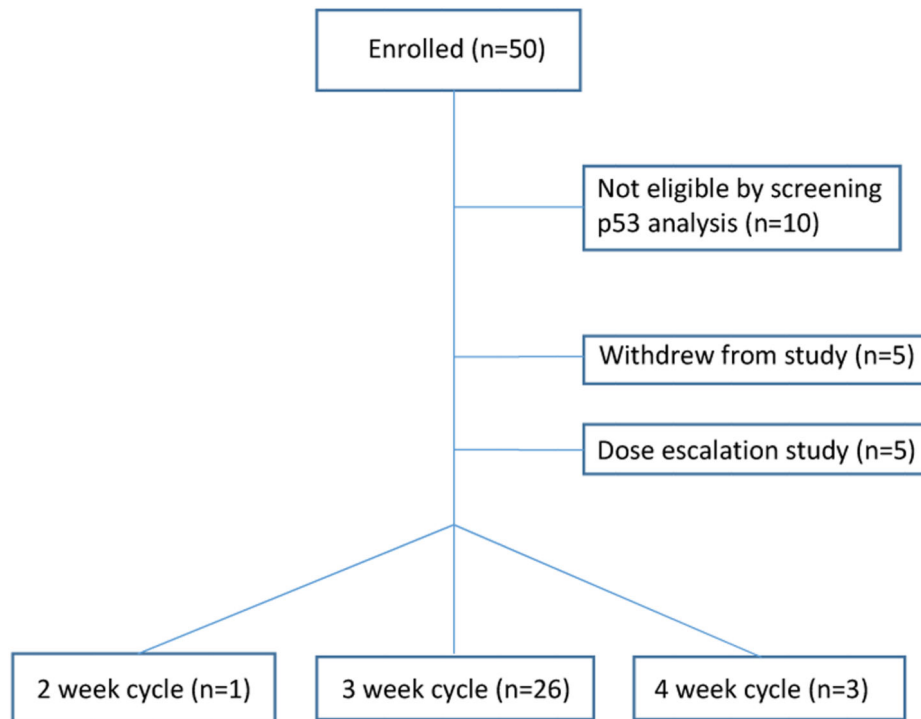 Enrolled (n=50)
Not eligible by screening
p53 analysis (n=10)
Withdrew from study (n=5)
Dose escalation study (n=5)
2 week cycle (n=1)
3 week cycle (n=26)
4 week cycle (n=3)